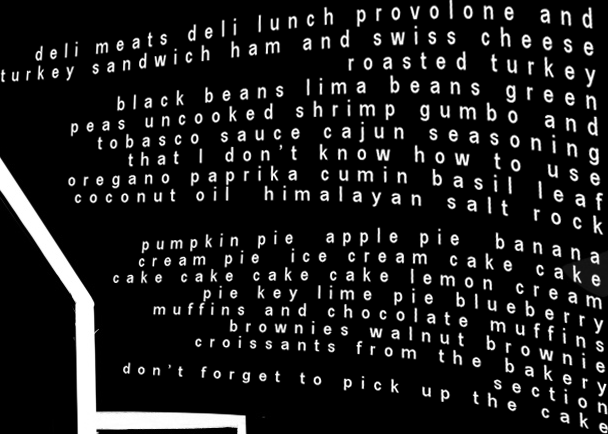 deli meats deli lunch provolone and
turkey sandwich ham and swiss cheese
roasted turkey
black beans lima beans green
peas uncooked shrimp gumbo and
tobasco sauce cajun seasoning
that I don't know how to use
oregano paprika cumin basil leaf
coconut oil himalayan salt rock
pumpkin pie apple pie banana
cream pie ice cream cake cake
cake cake cake cake lemon cream
pie key lime pie blueberry
muffins and chocolate muffins
brownies walnut brownie
croissants from the bakery
section
don't forget to pick up the cake